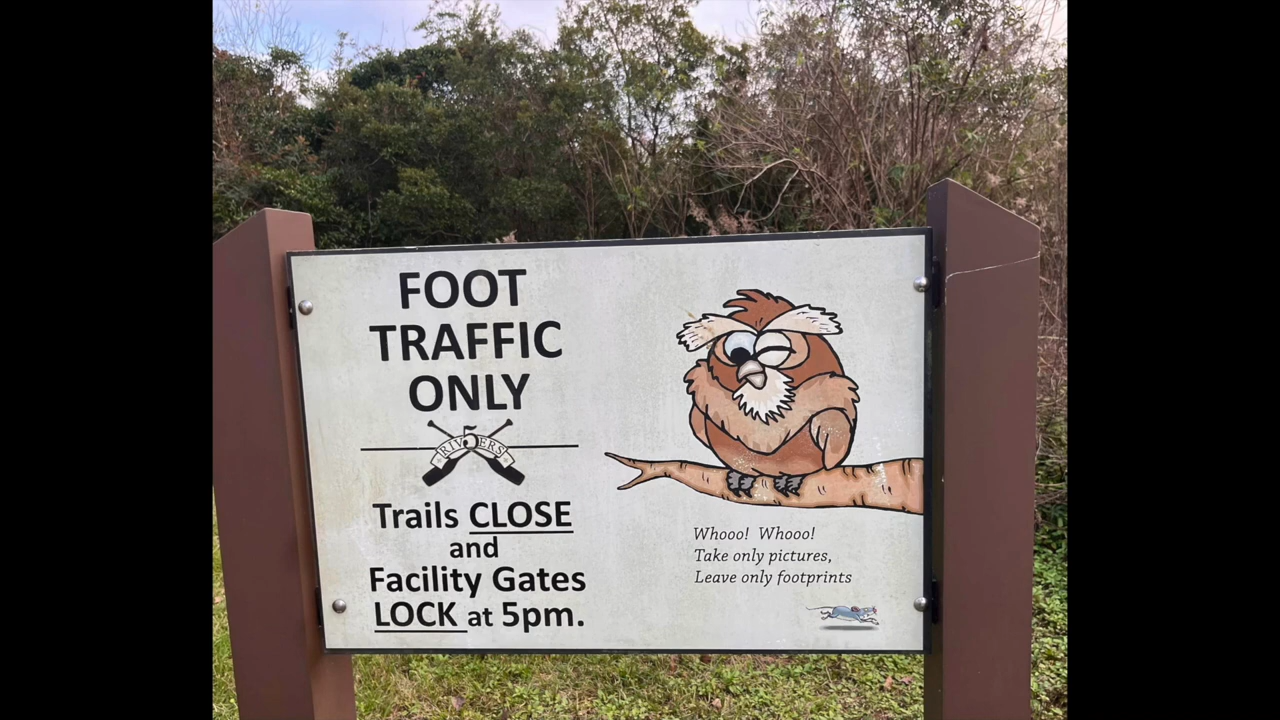 FOOT
TRAFFIC
ONLY
5
RIVERS
Trails CLOSE
and
Facility Gates
LOCK at 5pm.
Whooo! Whooo!
Take only pictures,
Leave only footprints